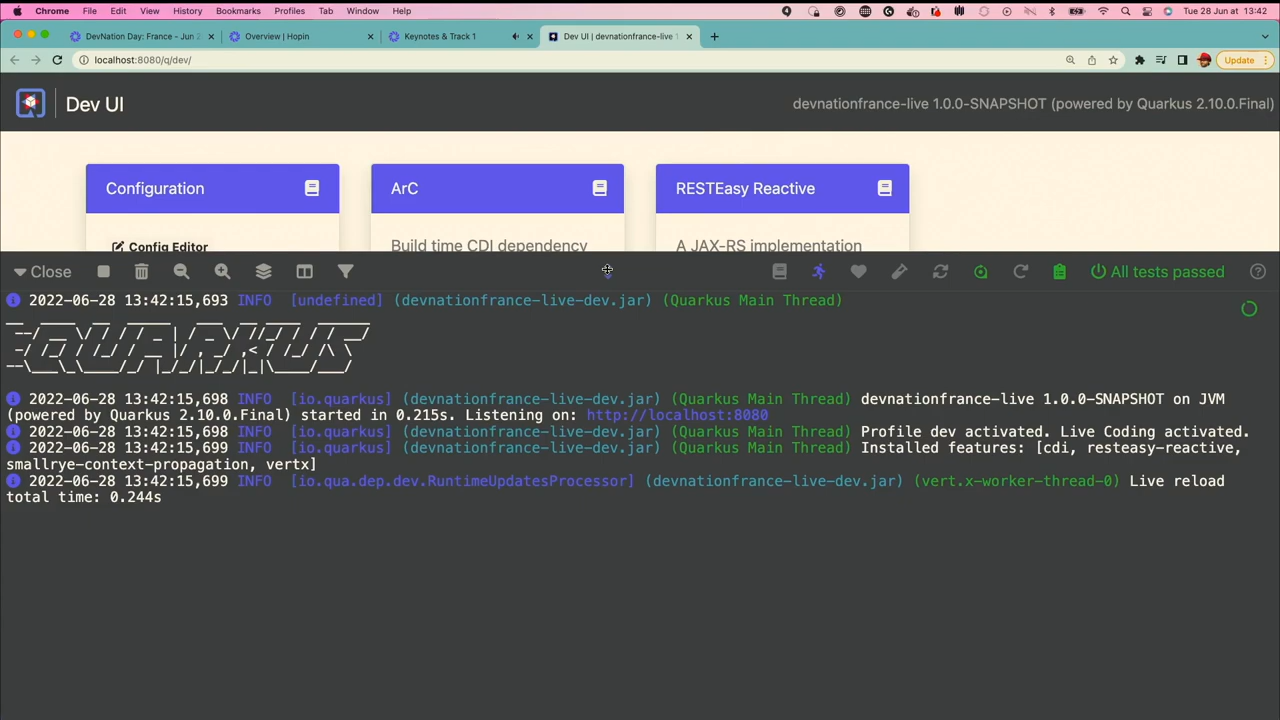 Chrome File Edit View History Bookmarks Profiles Tab Window Help 4 Tue 28 Jun at 13:42
DevNation Day: France - Jun 2 Overview | Hopin Keynotes & Track 1 Dev UI | devnationfrance-live 1
localhost:8080/q/dev/ Update
Dev UI devnationfrance-live 1.0.0-SNAPSHOT (powered by Quarkus 2.10.0.Final)
Configuration ArC RESTEasy Reactive
Config Editor Build time CDI dependency A JAX-RS implementation
Close All tests passed
2022-06-28 13:42:15,693 INFO [undefined] (devnationfrance-live-dev.jar) (Quarkus Main Thread)
QUARKUS
2022-06-28 13:42:15,698 INFO [io.quarkus] (devnationfrance-live-dev.jar) (Quarkus Main Thread) devnationfrance-live 1.0.0-SNAPSHOT on JVM
(powered by Quarkus 2.10.0.Final) started in 0.215s. Listening on: http://localhost:8080
2022-06-28 13:42:15,698 INFO [io.quarkus] (devnationfrance-live-dev.jar) (Quarkus Main Thread) Profile dev activated. Live Coding activated.
2022-06-28 13:42:15,699 INFO [io.quarkus] (devnationfrance-live-dev.jar) (Quarkus Main Thread) Installed features: [cdi, resteasy-reactive,
smallrye-context-propagation, vertx]
2022-06-28 13:42:15,699 INFO [io.qua.dep.dev.RuntimeUpdatesProcessor] (devnationfrance-live-dev.jar) (vert.x-worker-thread-0) Live reload
total time: 0.244s